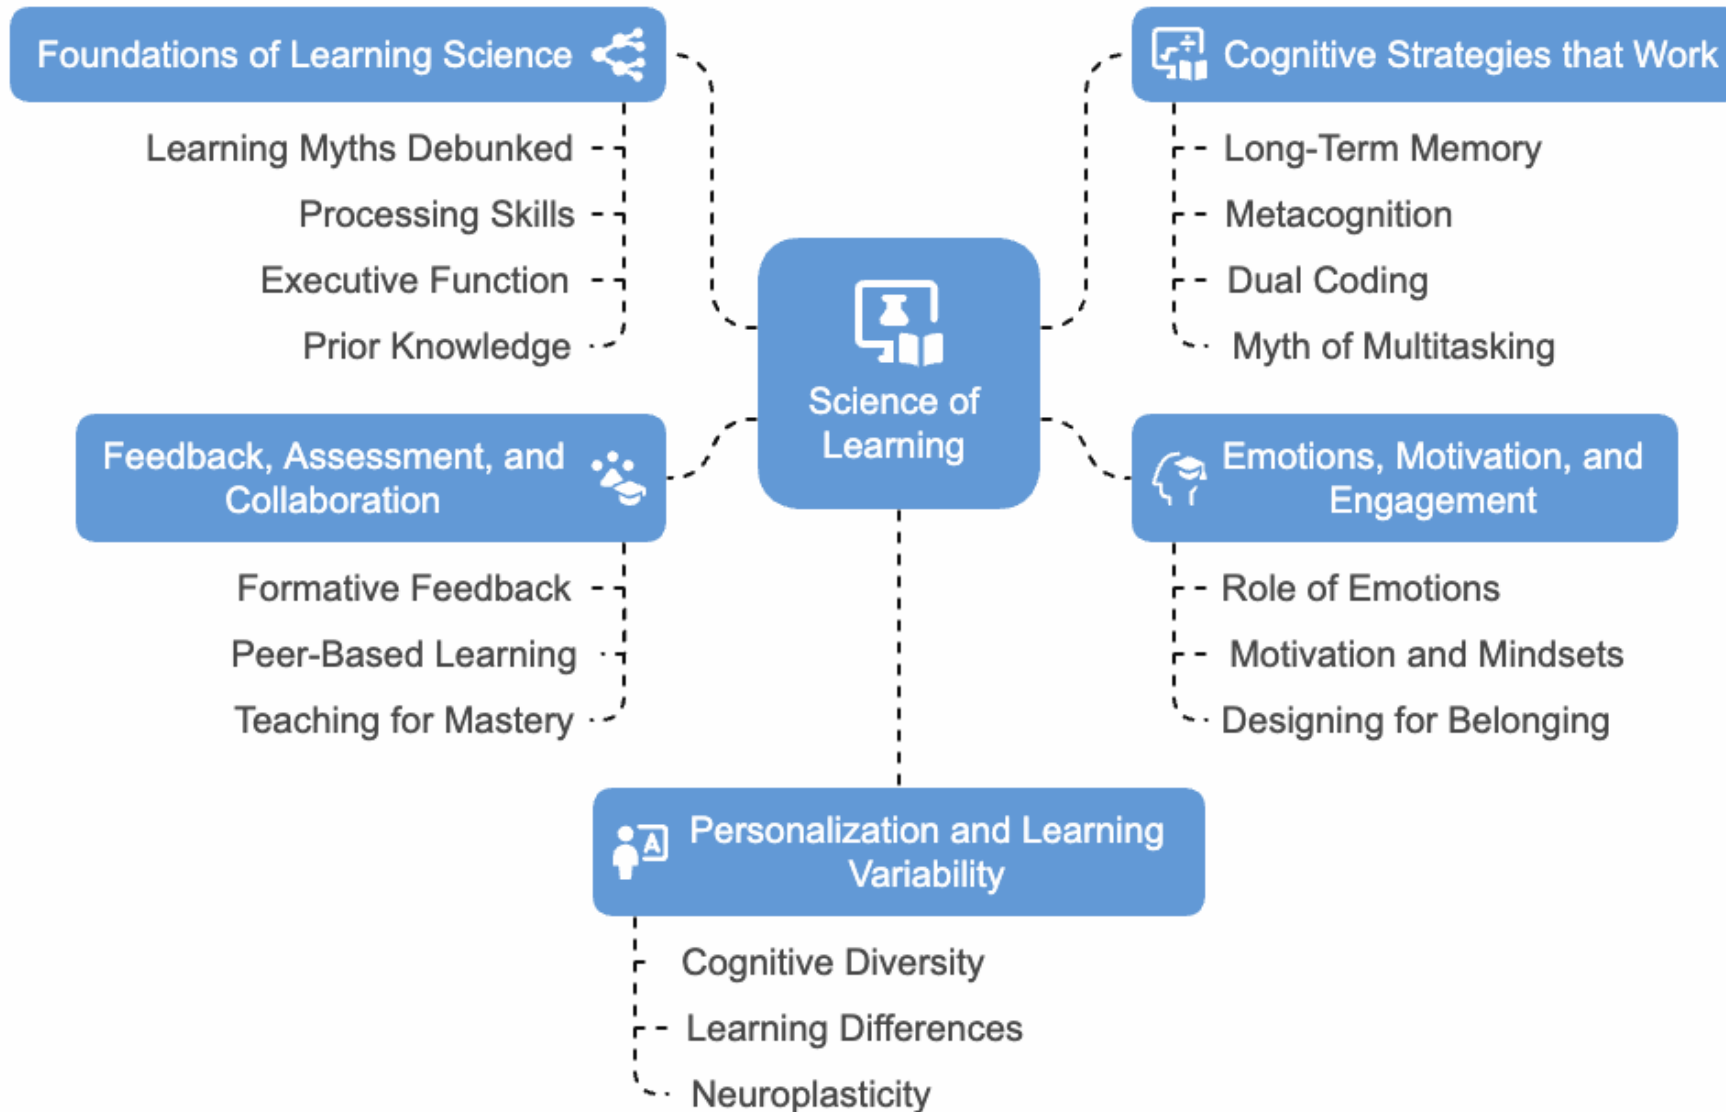 Foundations of Learning Science
Learning Myths Debunked
Processing Skills
Executive Function
Prior Knowledge
Cognitive Strategies that Work
Long-Term Memory
Metacognition
Dual Coding
Myth of Multitasking
Science of
Learning
Feedback, Assessment, and
Collaboration
Formative Feedback
Peer-Based Learning
Teaching for Mastery
Emotions, Motivation, and
Engagement
Role of Emotions
Motivation and Mindsets
Designing for Belonging
A
Personalization and Learning
Variability
Cognitive Diversity
Learning Differences
Neuroplasticity